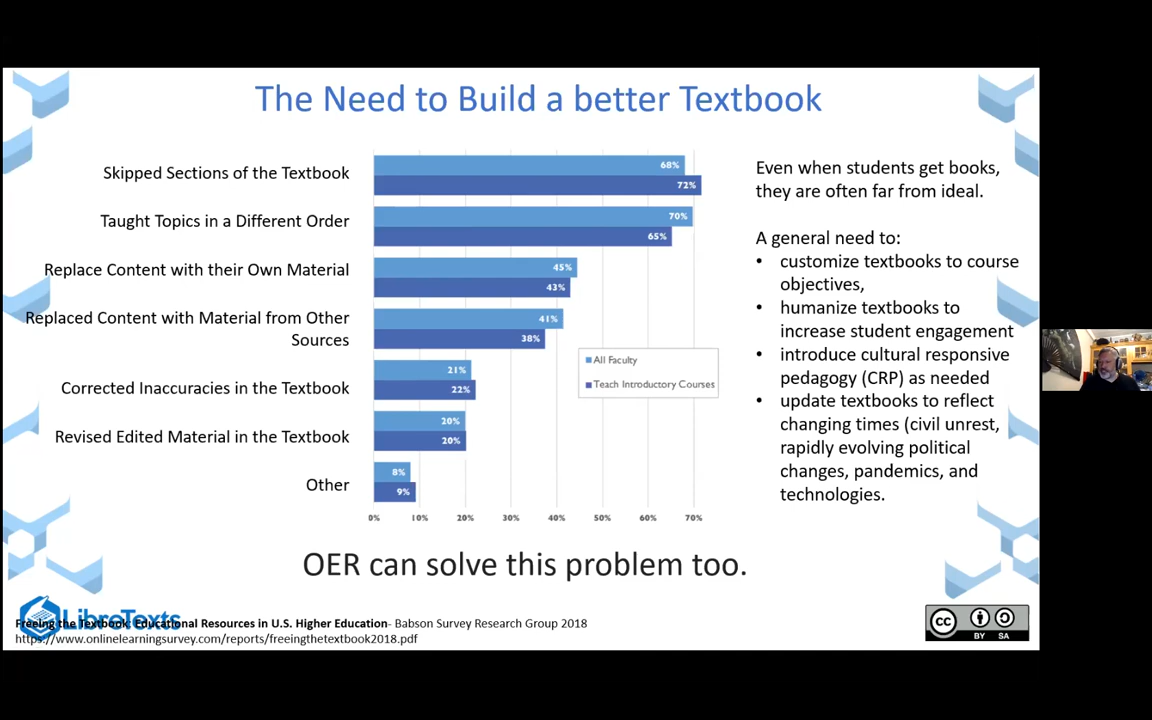 The Need to Build a better Textbook
Skipped Sections of the Textbook
68%
72%
Taught Topics in a Different Order
70%
65%
Replace Content with their Own Material
45%
43%
Replaced Content with Material from Other
Sources
41%
38%
Corrected Inaccuracies in the Textbook
21%
22%
Revised Edited Material in the Textbook
20%
20%
Other
8%
9%
0% 10% 20% 30% 40% 50% 60% 70%
All Faculty
Teach Introductory Courses
Even when students get books,
they are often far from ideal.
A general need to:
• customize textbooks to course
objectives,
• humanize textbooks to
increase student engagement
• introduce cultural responsive
pedagogy (CRP) as needed
• update textbooks to reflect
changing times (civil unrest,
rapidly evolving political
changes, pandemics, and
technologies.
OER can solve this problem too.
LibreTexts
Freeing the Textbook: Educational Resources in U.S. Higher Education- Babson Survey Research Group 2018
https://www.onlinelearningsurvey.com/reports/freeingthetextbook2018.pdf
cc
BY SA